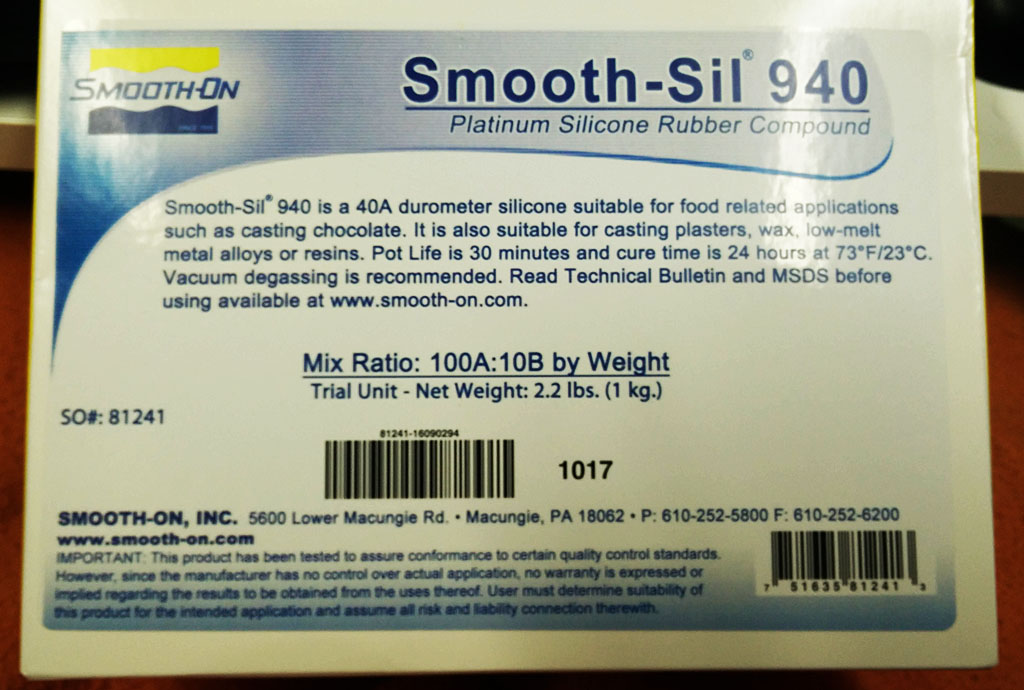 SMOOTH-ON
SINCE 1895
Smooth-Sil® 940
Platinum Silicone Rubber Compound
Smooth-Sil® 940 is a 40A durometer silicone suitable for food related applications
such as casting chocolate. It is also suitable for casting plasters, wax, low-melt
metal alloys or resins. Pot Life is 30 minutes and cure time is 24 hours at 73°F/23°C.
Vacuum degassing is recommended. Read Technical Bulletin and MSDS before
using available at www.smooth-on.com.
Mix Ratio: 100A:10B by Weight
Trial Unit - Net Weight: 2.2 lbs. (1 kg.)
SO#: 81241
81241-16090294
1017
SMOOTH-ON, INC. 5600 Lower Macungie Rd. • Macungie, PA 18062 • P: 610-252-5800 F: 610-252-6200
www.smooth-on.com
IMPORTANT: This product has been tested to assure conformance to certain quality control standards.
However, since the manufacturer has no control over actual application, no warranty is expressed or
implied regarding the results to be obtained from the uses thereof. User must determine suitability of
this product for the intended application and assume all risk and liability connection therewith.
7 51635 81241 3